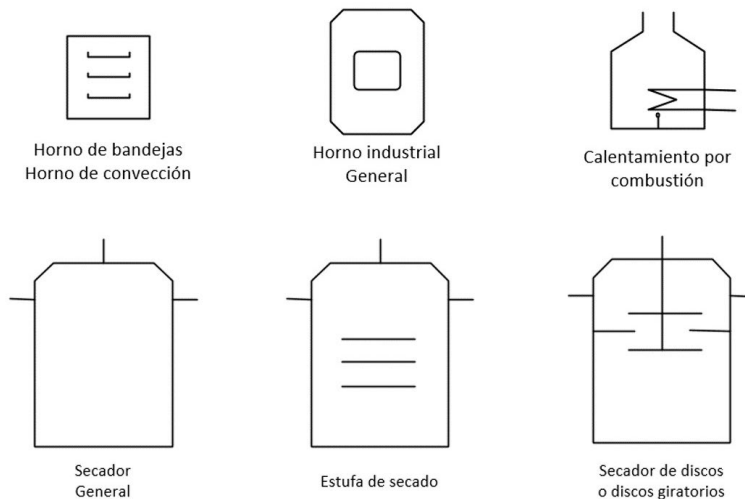 Horno de bandejas
Horno de convección
Horno industrial
General
Calentamiento por
combustión
Secador
General
Estufa de secado
Secador de discos
o discos giratorios